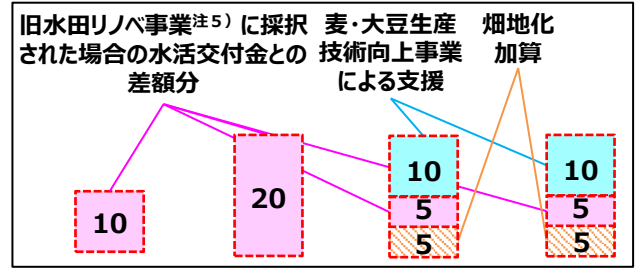 旧水田リノベ事業注5）に採択
された場合の水活交付金との
差額分
麦・大豆生産
技術向上事業
による支援
畑地化
加算
10
20
10
5
5
10
5
5